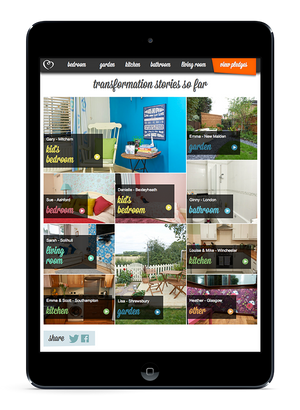 bedroom garden kitchen bathroom living room view pledges
transformation stories so far
Gary - Mitcham
kid's
bedroom
Emma - New Malden
garden
Sue - Ashford
bedroom
Danielle - Bexleyheath
kid's
bedroom
Ginny - London
bathroom
Sarah - Solihull
living
room
Louise & Mike - Winchester
kitchen
Emma & Scott - Southampton
kitchen
Lisa - Shrewsbury
garden
Heather - Glasgow
other
share